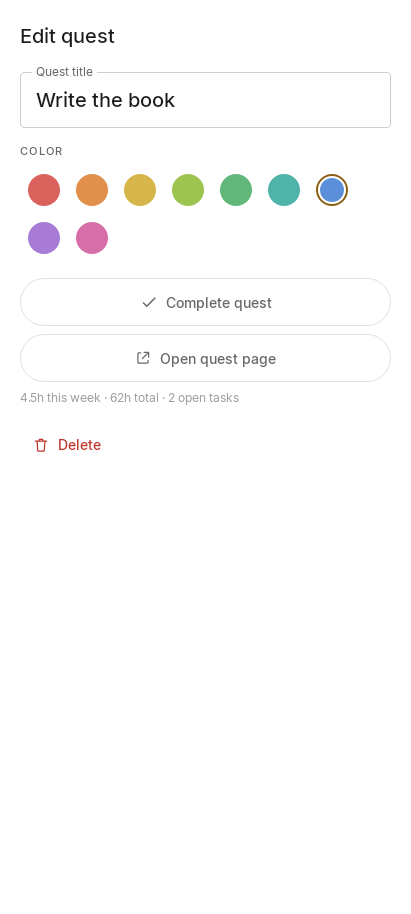 Edit quest
Quest title
Write the book
COLOR
Complete quest
Open quest page
4.5h this week · 62h total · 2 open tasks
Delete